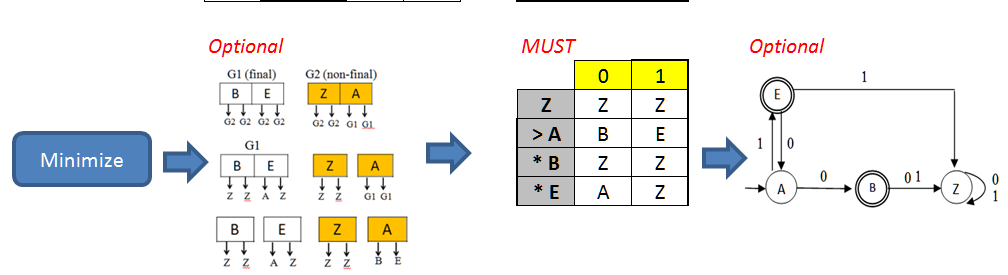 Minimize
Optional
G1 (final) G2 (non-final)
B E Z A
G2 G2 G2 G2 G2 G2 G1 G1
G1
B E Z A
Z Z A Z Z Z G1 G1
B E Z A
Z Z A Z Z Z B E
MUST
0 1
Z Z Z
> A B E
* B Z Z
* E A Z
Optional
1
E
1 0
A 0 B 0 1 Z 0
1